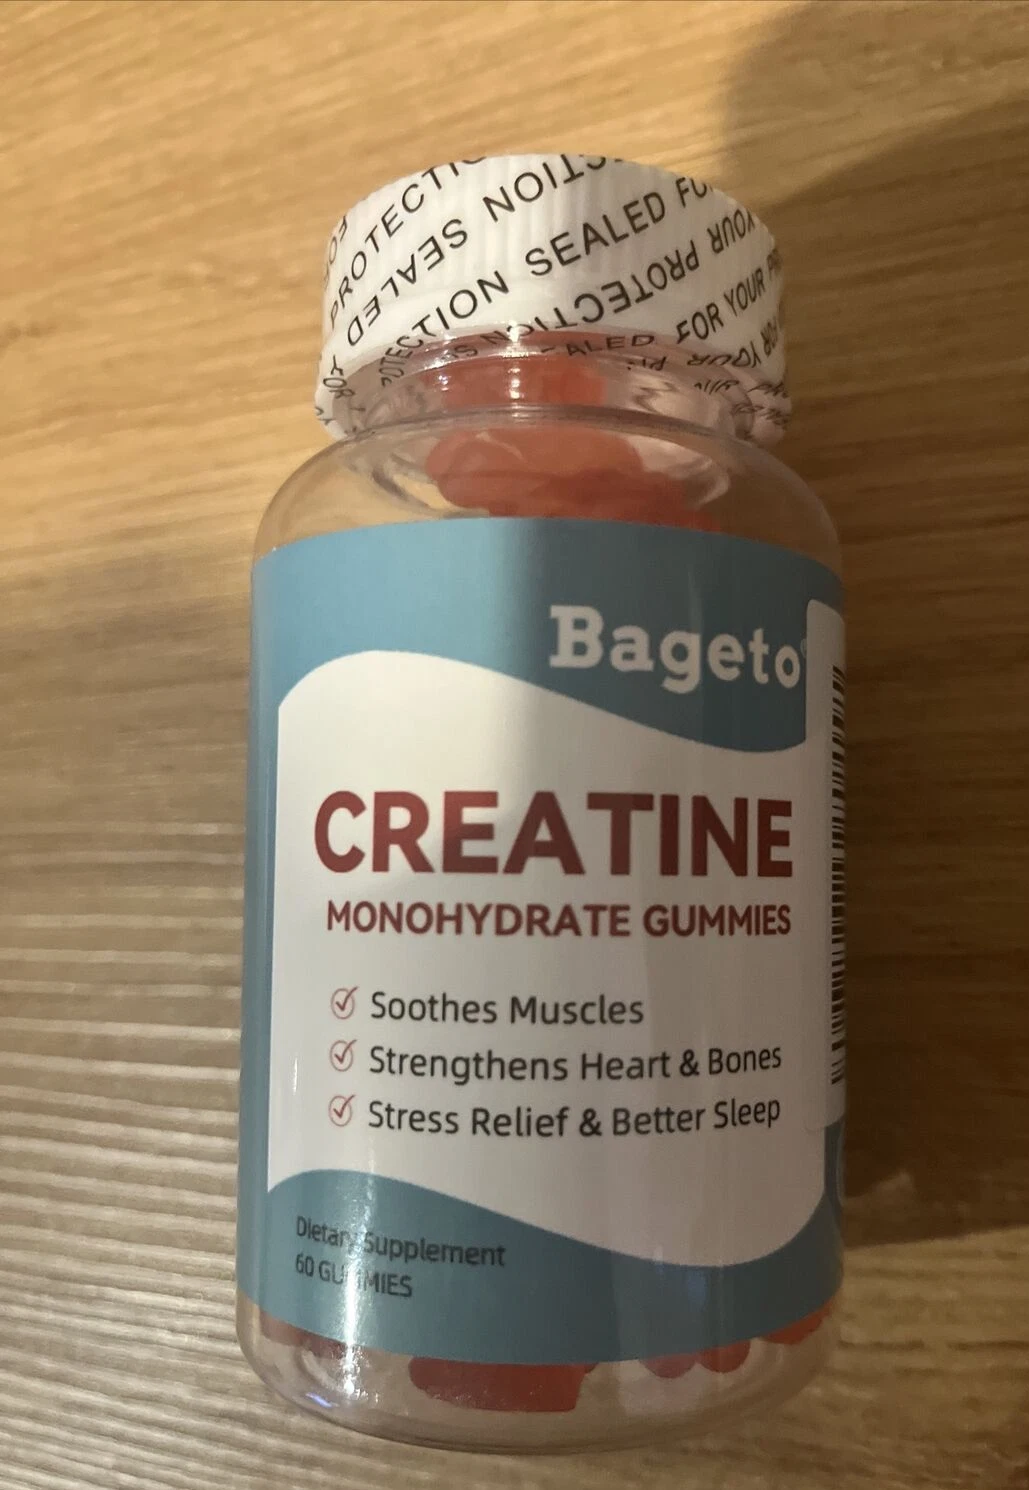 PROTECTION SEALED FOR YOUR
SEALED FOR YOUR PROTECTION
Bageto
CREATINE
MONOHYDRATE GUMMIES
Soothes Muscles
Strengthens Heart & Bones
Stress Relief & Better Sleep
Dietary Supplement
60 GUMMIES